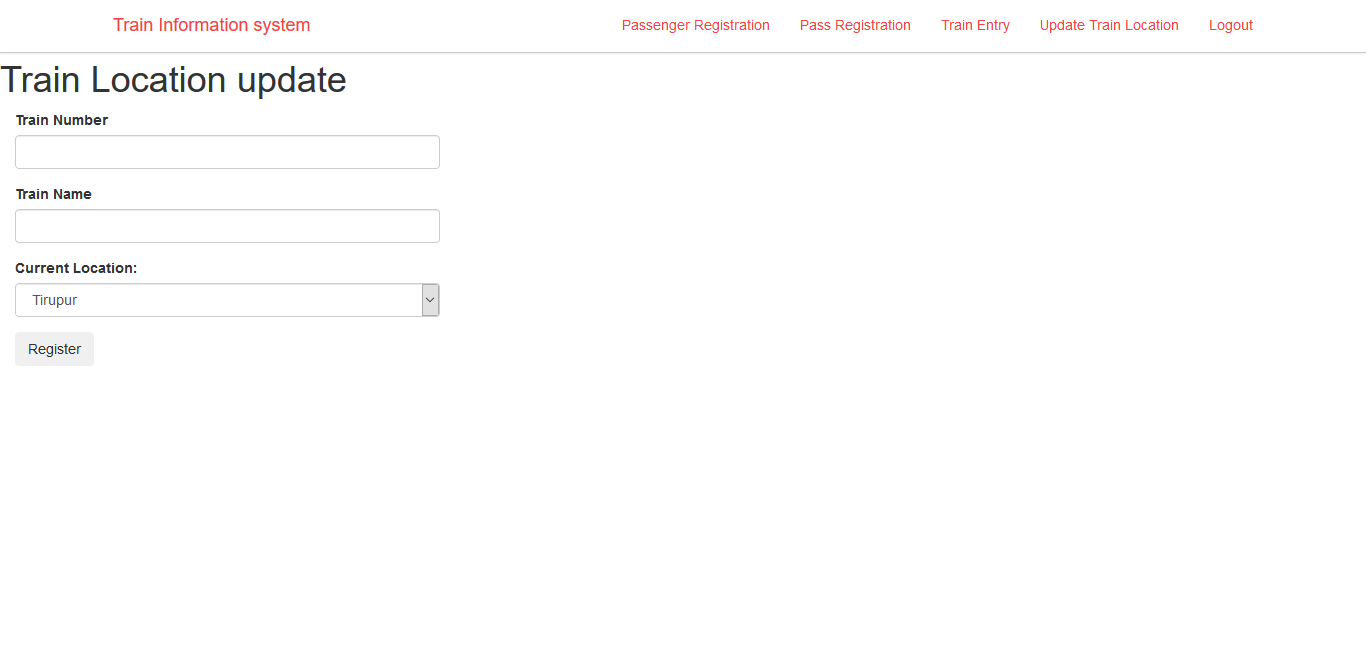 Train Information system
Passenger Registration Pass Registration Train Entry Update Train Location Logout
Train Location update
Train Number
Train Name
Current Location:
Tirupur
Register